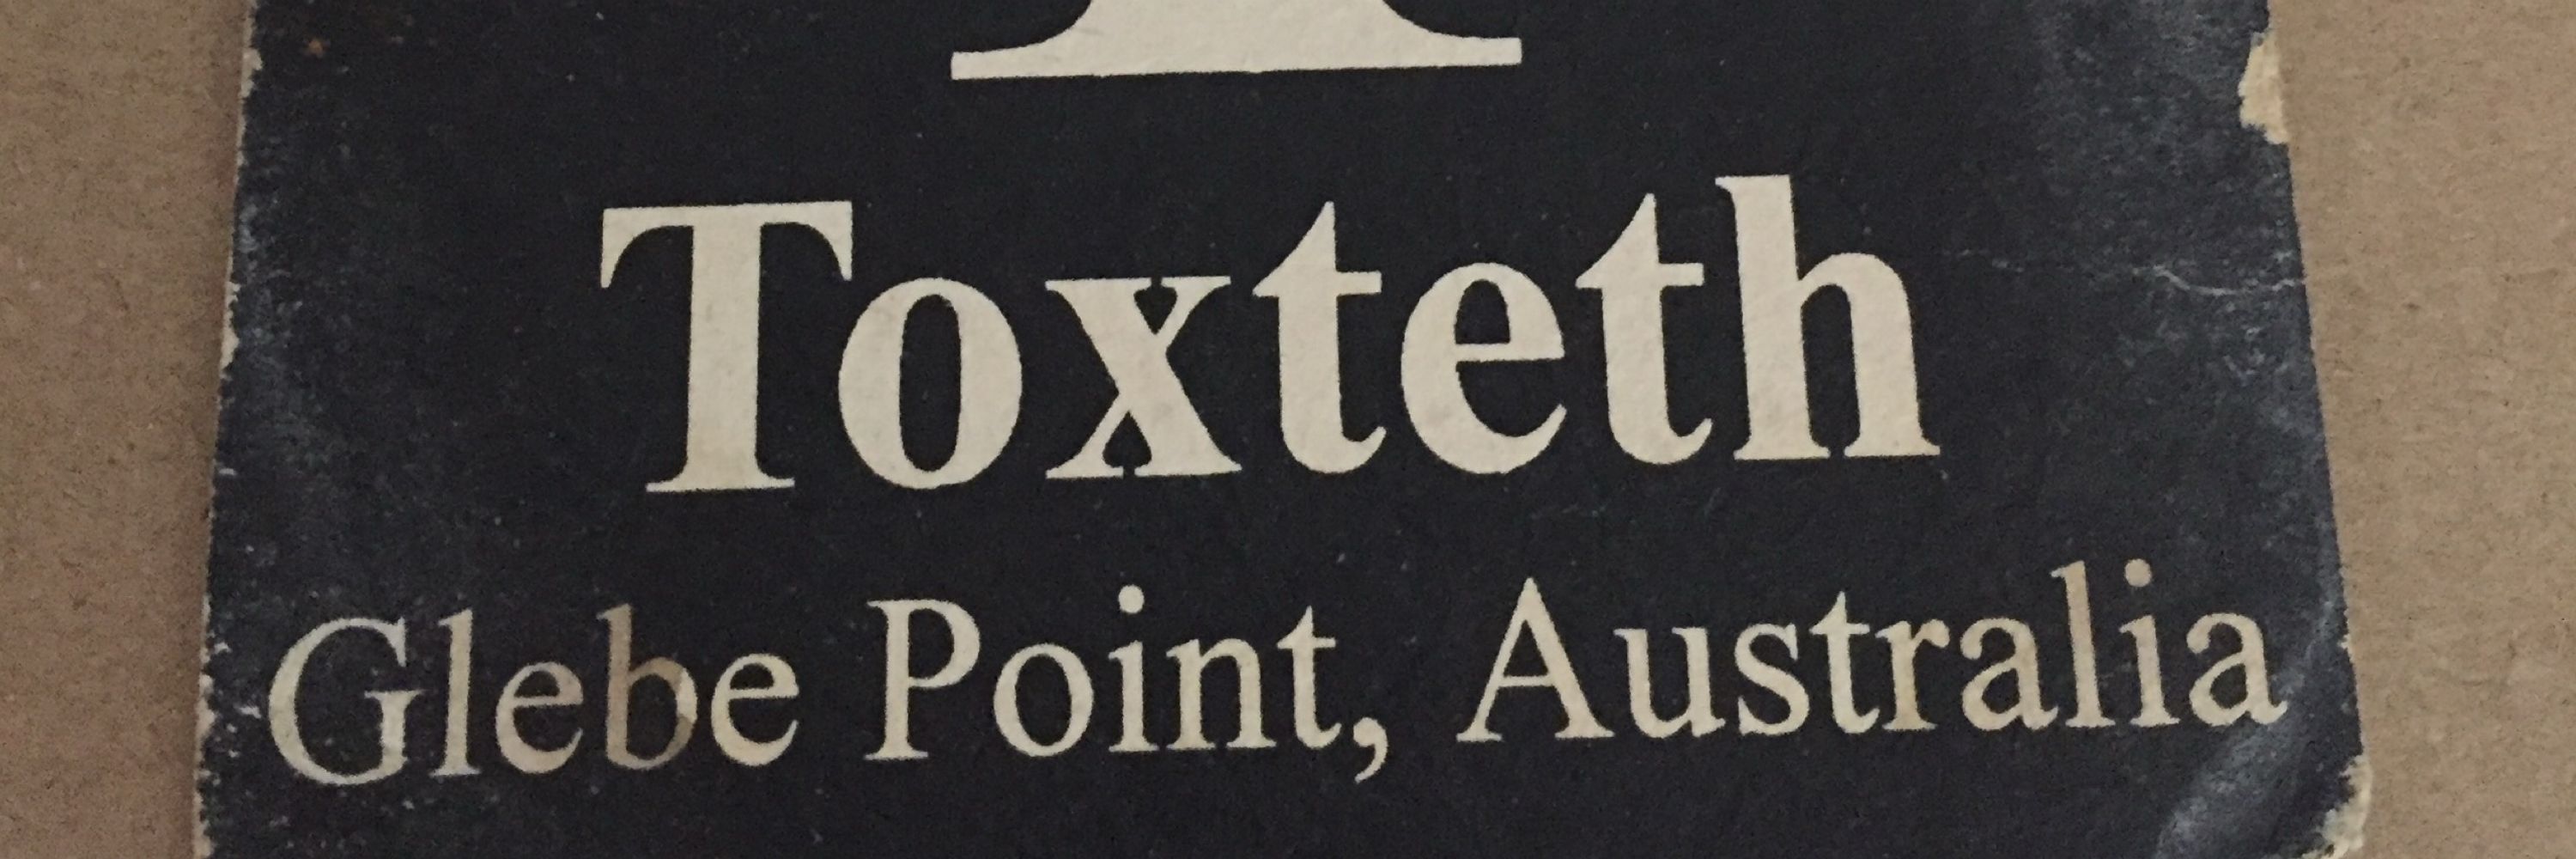 Toxteth
Glebe Point, Australia